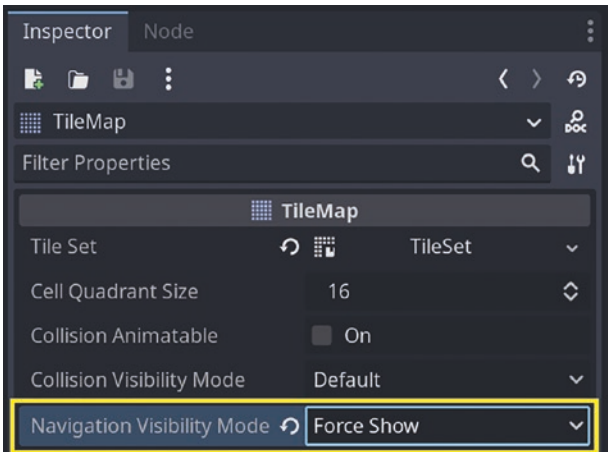 Inspector Node
TileMap DOC
Filter Properties
TileMap
Tile Set TileSet
Cell Quadrant Size 16
Collision Animatable On
Collision Visibility Mode Default
Navigation Visibility Mode Force Show